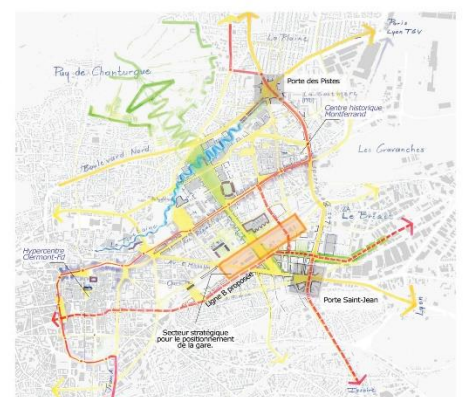 Paris
Lyon TGV
La Plaine
Puy de Chanturgue
Porte des Pistes
Centre historique
Montferrand
Boulevard Nord
Les Gravanches
Le Brézet
Hypercentre
Clermont-Fd
Ligne B proposée
Porte Saint-Jean
Secteur stratégique
pour le positionnement
de la gare.
Lyon
Issoire